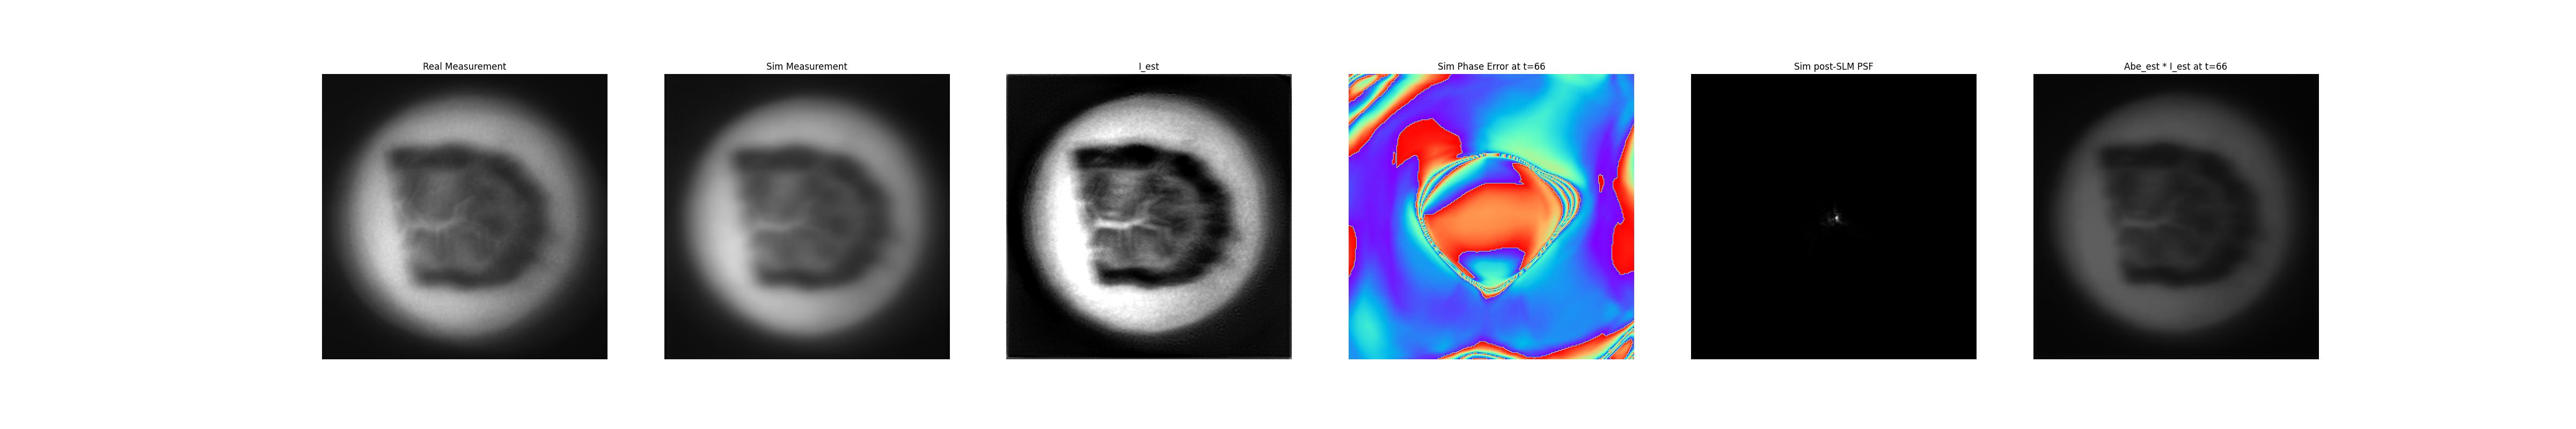 Real Measurement
Sim Measurement
I_est
Sim Phase Error at t=66
Sim post-SLM PSF
Abe_est * I_est at t=66